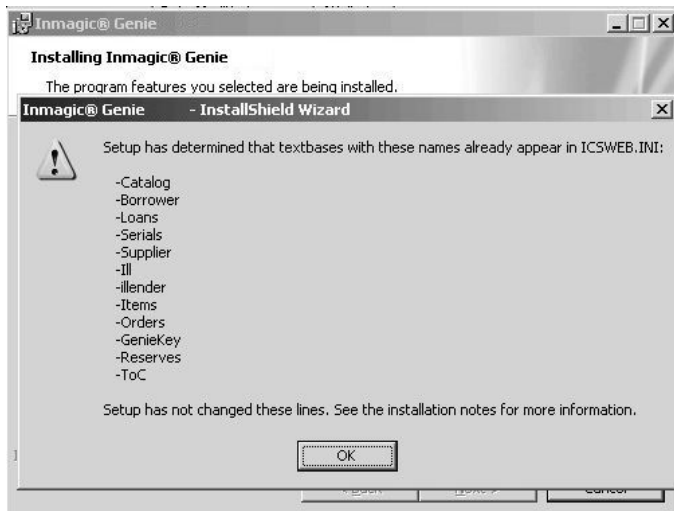 Inmagic® Genie
Installing Inmagic® Genie
The program features you selected are being installed.
Inmagic® Genie - InstallShield Wizard
Setup has determined that textbases with these names already appear in ICSWEB.INI:
-Catalog
-Borrower
-Loans
-Serials
-Supplier
-Ill
-illender
-Items
-Orders
-GenieKey
-Reserves
-ToC
Setup has not changed these lines. See the installation notes for more information.
OK
< Back Next > Cancel